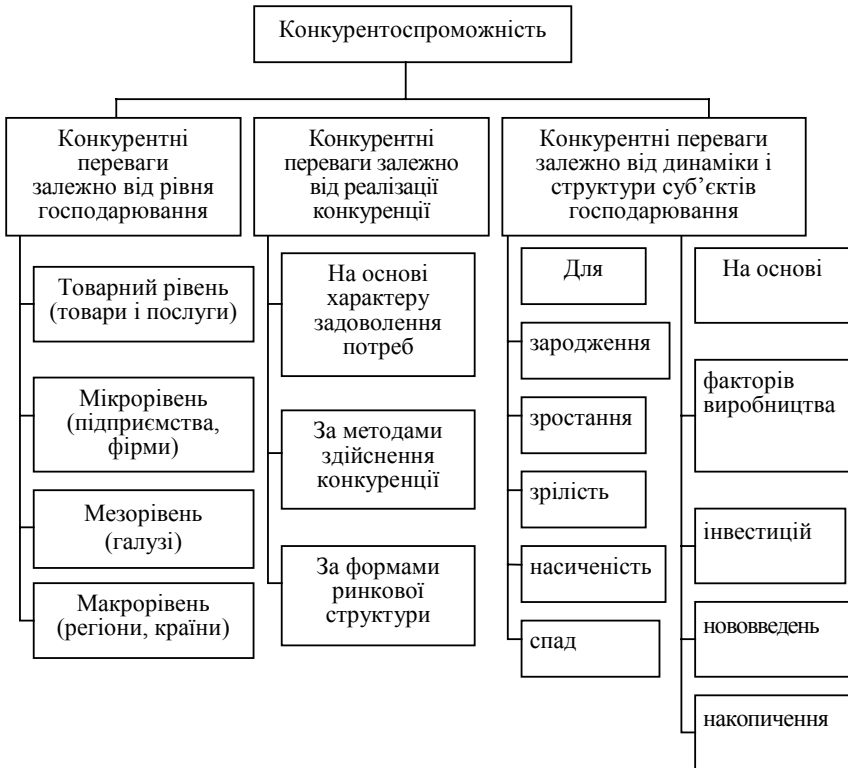 Конкурентоспроможність
Конкурентні
переваги
залежно від рівня
господарювання
Товарний рівень
(товари і послуги)
Мікрорівень
(підприємства,
фірми)
Мезорівень
(галузі)
Макрорівень
(регіони, країни)
Конкурентні
переваги залежно
від реалізації
конкуренції
На основі
характеру
задоволення
потреб
За методами
здійснення
конкуренції
За формами
ринкової
структури
Конкурентні переваги
залежно від динаміки і
структури суб’єктів
господарювання
Для
зародження
зростання
зрілість
насиченість
спад
На основі
факторів
виробництва
інвестицій
нововведень
накопичення